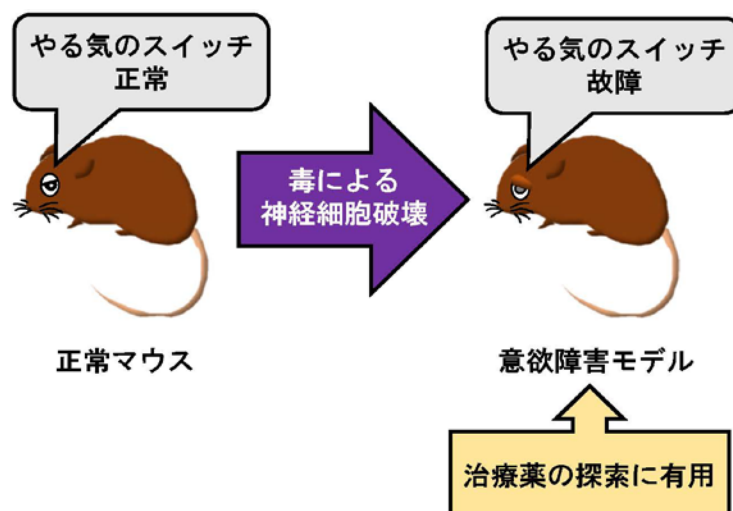 やる気のスイッチ
正常
やる気のスイッチ
故障
毒による
神経細胞破壊
正常マウス
意欲障害モデル
治療薬の探索に有用